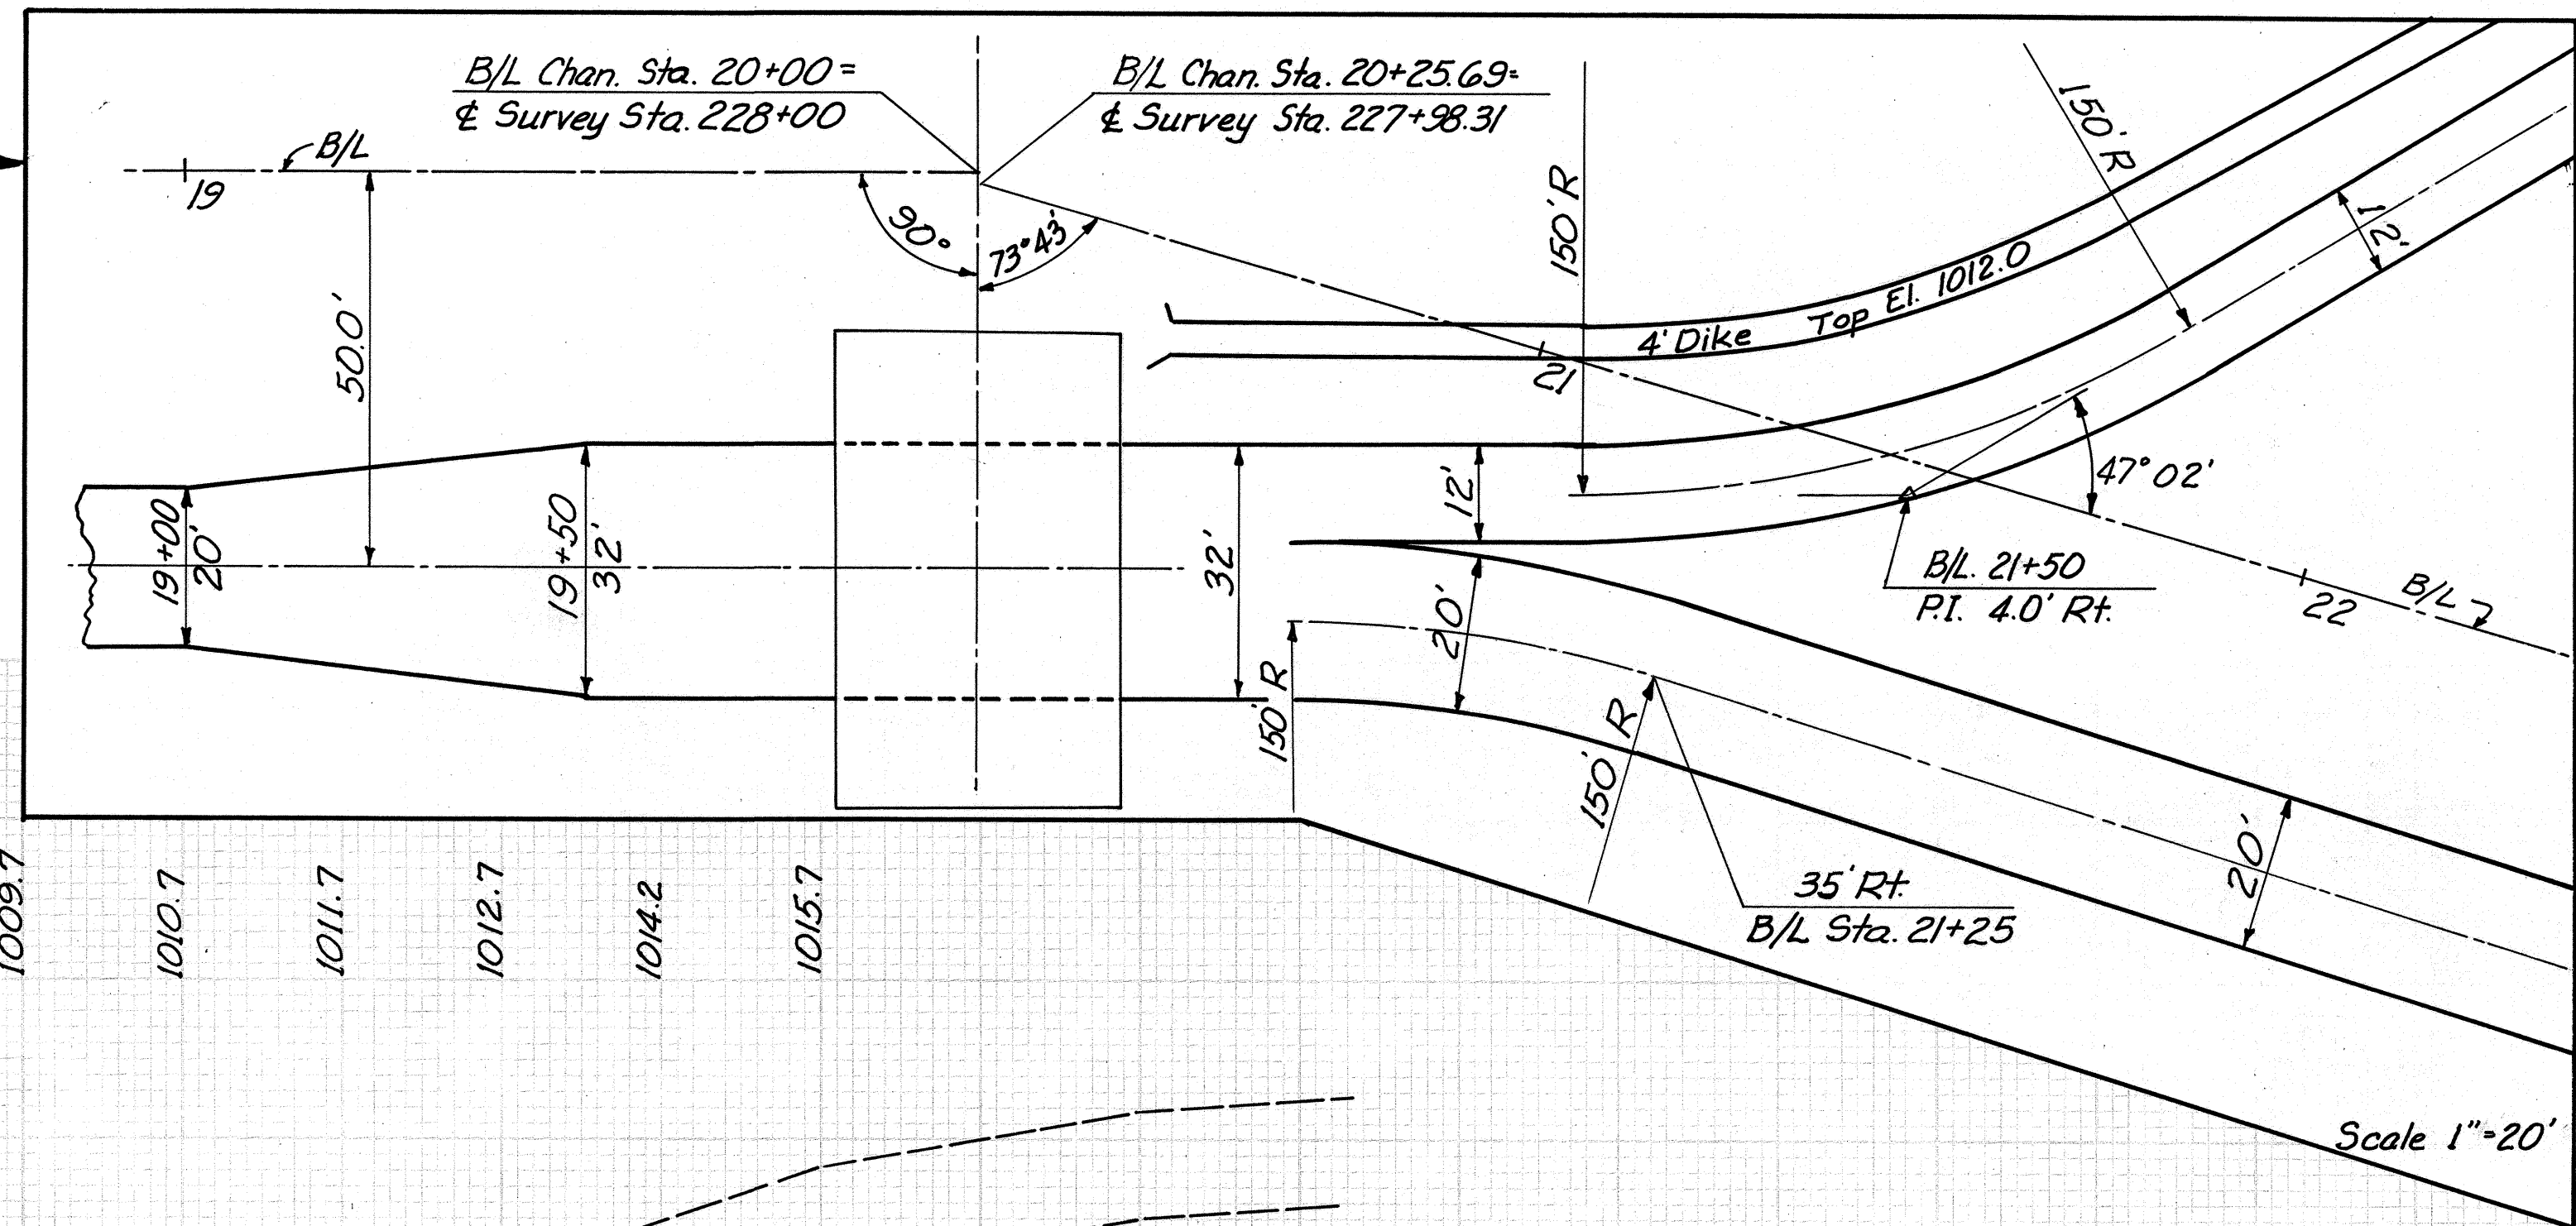 B/L Chan. Sta. 20+00 =
℄ Survey Sta. 228+00
B/L Chan. Sta. 20+25.69=
℄ Survey Sta. 227+98.31
B/L
19
50.0'
90°
73°43'
150'R
150'R
12'
4' Dike Top El. 1012.0
21
47°02'
19+00
20'
19+50
32'
32'
12'
20'
B/L. 21+50
P.I. 4.0' Rt.
22
B/L
150' R
150' R
35' Rt.
B/L Sta. 21+25
20'
1009.7
1010.7
1011.7
1012.7
1014.2
1015.7
Scale 1"=20'